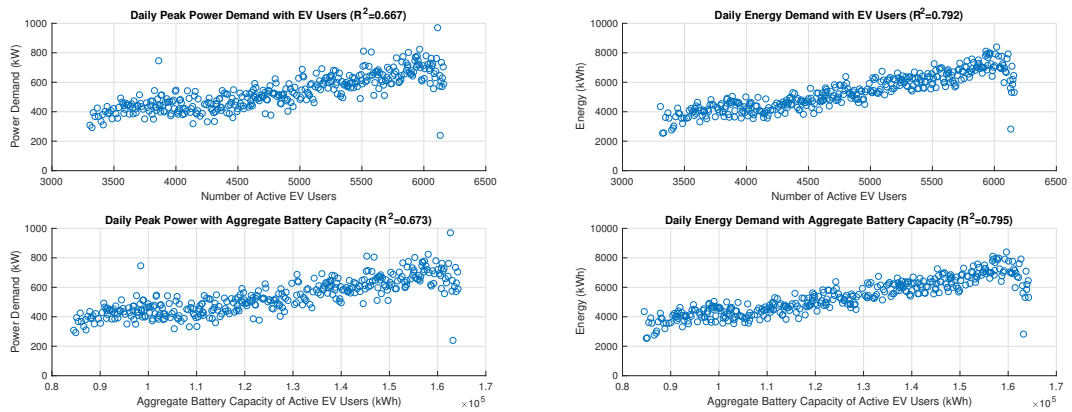 Daily Peak Power Demand with EV Users (R²=0.667)
Power Demand (kW)
1000
800
600
400
200
0
3000 3500 4000 4500 5000 5500 6000 6500
Number of Active EV Users
Daily Energy Demand with EV Users (R²=0.792)
Energy (kWh)
10000
8000
6000
4000
2000
0
3000 3500 4000 4500 5000 5500 6000 6500
Number of Active EV Users
Daily Peak Power with Aggregate Battery Capacity (R²=0.673)
Power Demand (kW)
1000
800
600
400
200
0
0.8 0.9 1 1.1 1.2 1.3 1.4 1.5 1.6 1.7
Aggregate Battery Capacity of Active EV Users (kWh) ×10⁵
Daily Energy Demand with Aggregate Battery Capacity (R²=0.795)
Energy (kWh)
10000
8000
6000
4000
2000
0
0.8 0.9 1 1.1 1.2 1.3 1.4 1.5 1.6 1.7
Aggregate Battery Capacity of Active EV Users (kWh) ×10⁵